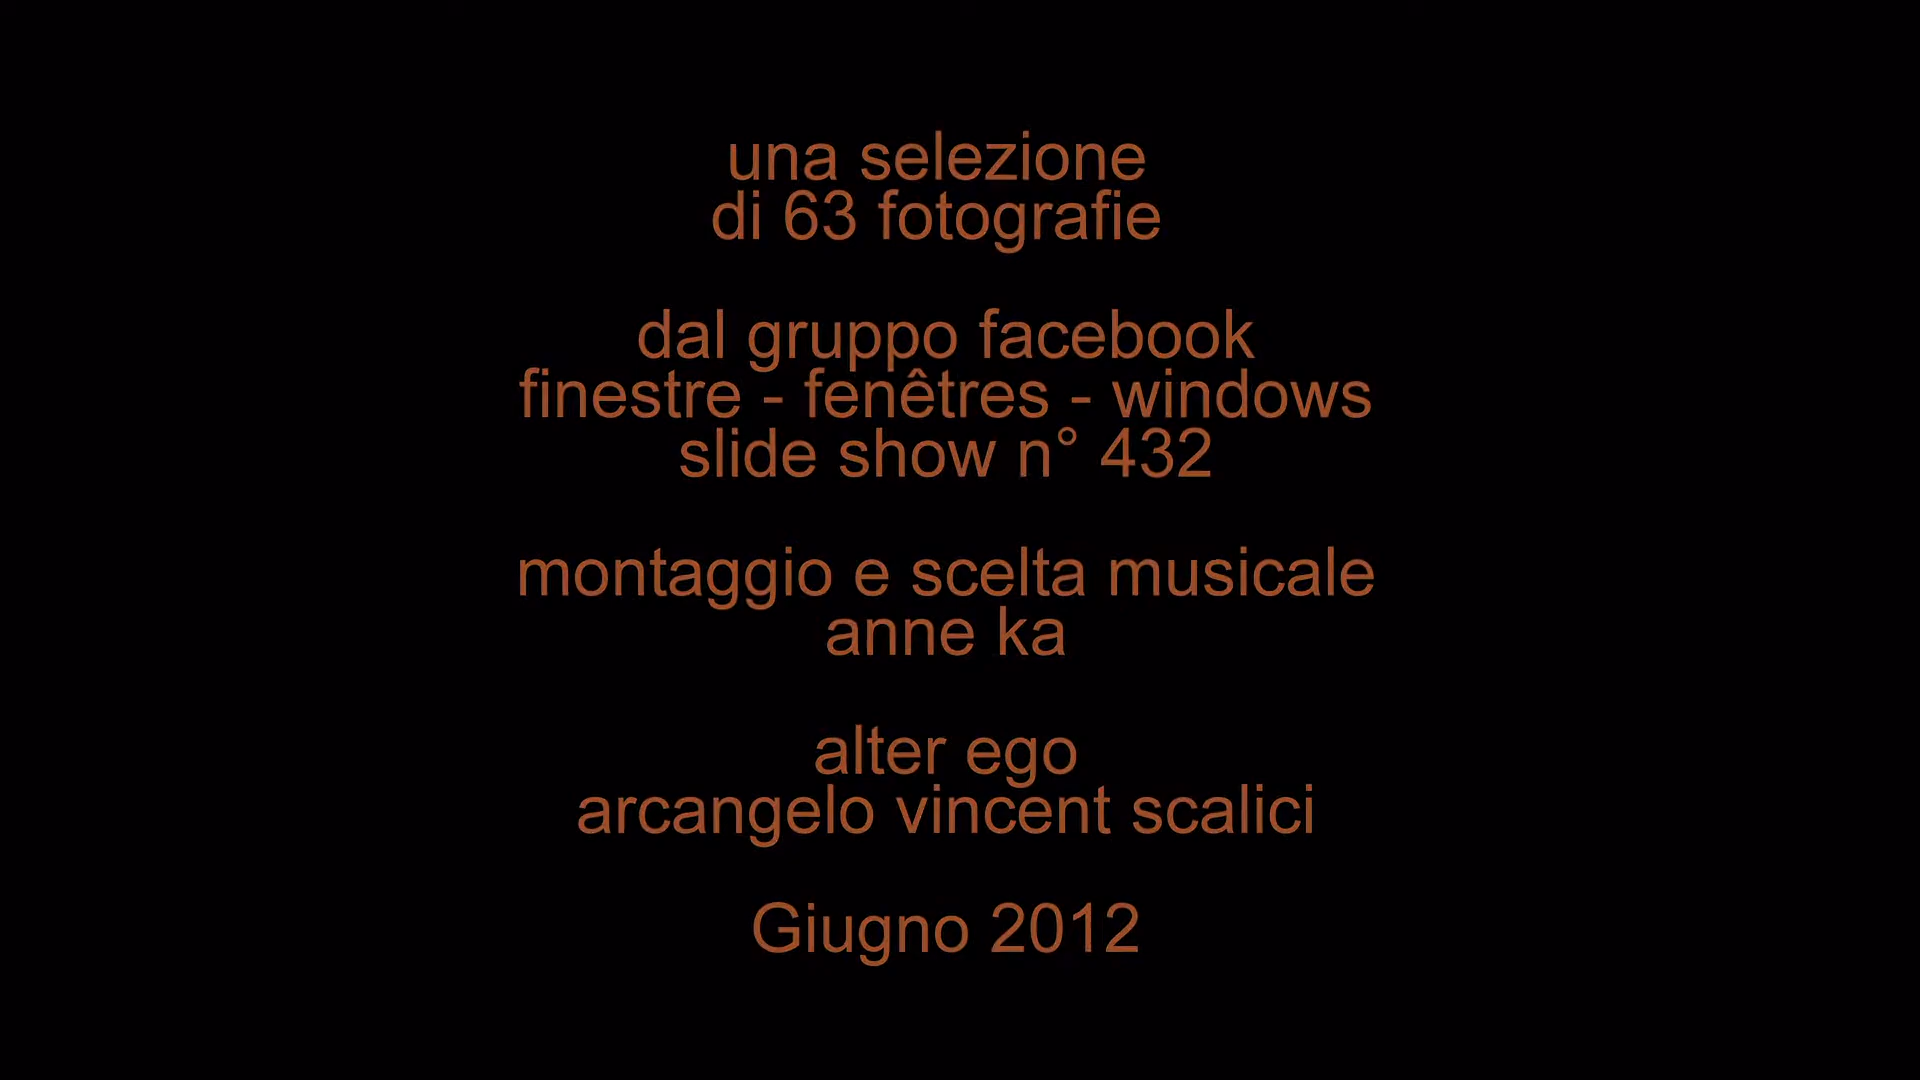 una selezione
di 63 fotografie
dal gruppo facebook
finestre - fenêtres - windows
slide show n° 432
montaggio e scelta musicale
anne ka
alter ego
arcangelo vincent scalici
Giugno 2012